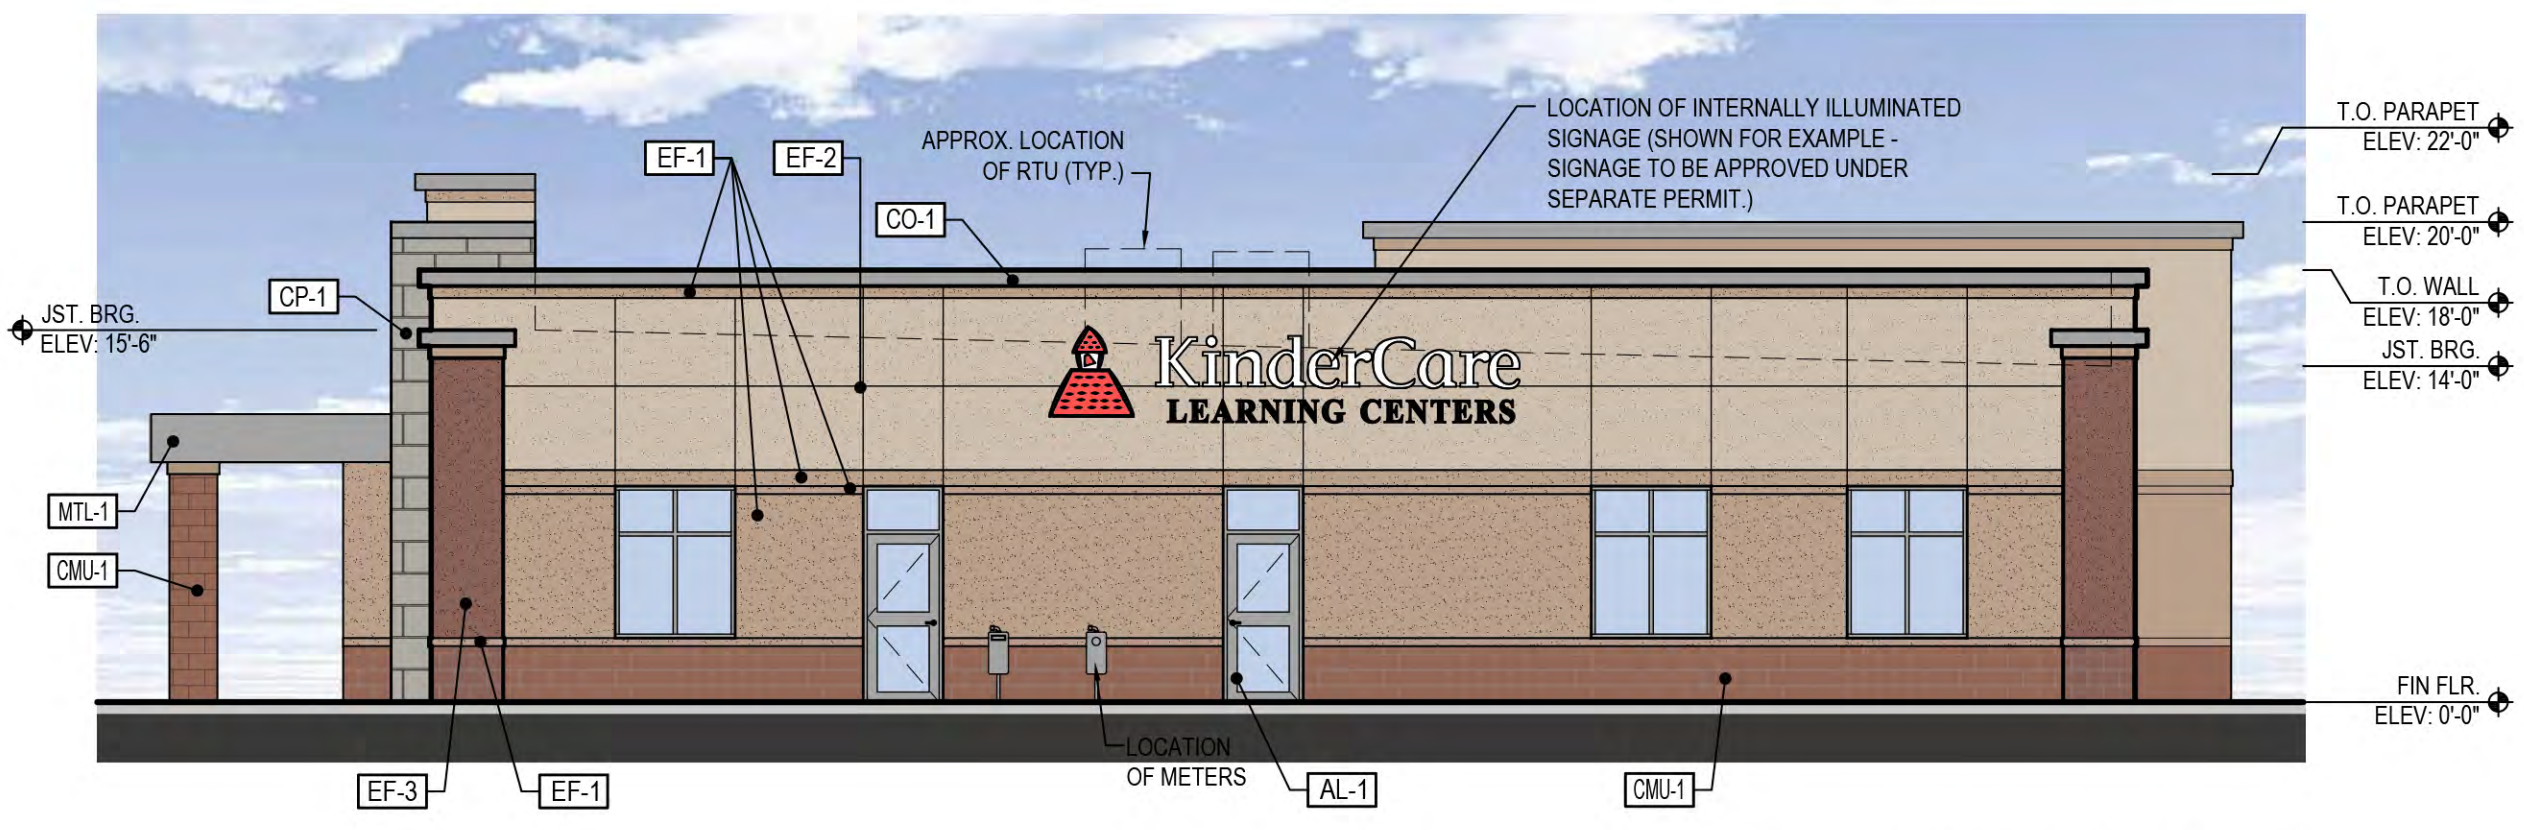 LOCATION OF INTERNALLY ILLUMINATED
SIGNAGE (SHOWN FOR EXAMPLE -
SIGNAGE TO BE APPROVED UNDER
SEPARATE PERMIT.)
T.O. PARAPET
ELEV: 22'-0"
APPROX. LOCATION
OF RTU (TYP.)
EF-1
EF-2
CO-1
T.O. PARAPET
ELEV: 20'-0"
CP-1
T.O. WALL
ELEV: 18'-0"
JST. BRG.
ELEV: 15'-6"
JST. BRG.
ELEV: 14'-0"
KinderCare
LEARNING CENTERS
MTL-1
CMU-1
FIN FLR.
ELEV: 0'-0"
LOCATION
OF METERS
EF-3
EF-1
AL-1
CMU-1